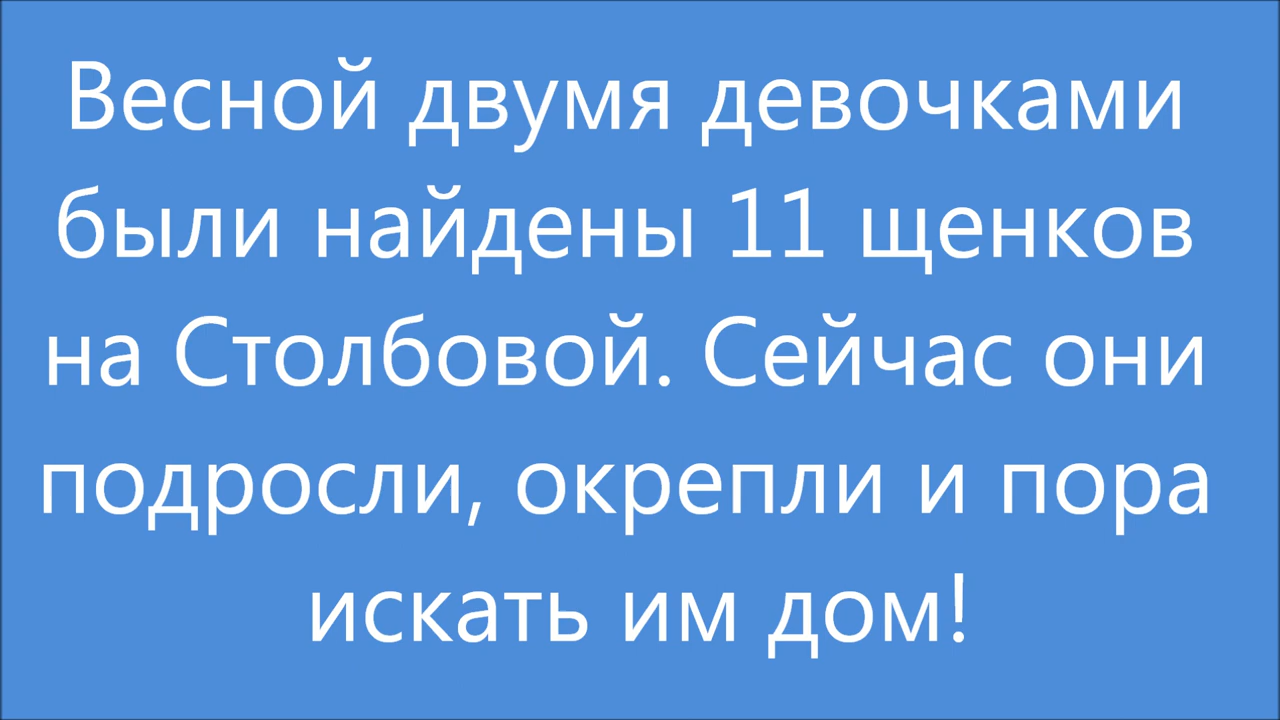 Весной двумя девочками
были найдены 11 щенков
на Столбовой. Сейчас они
подросли, окрепли и пора
искать им дом!